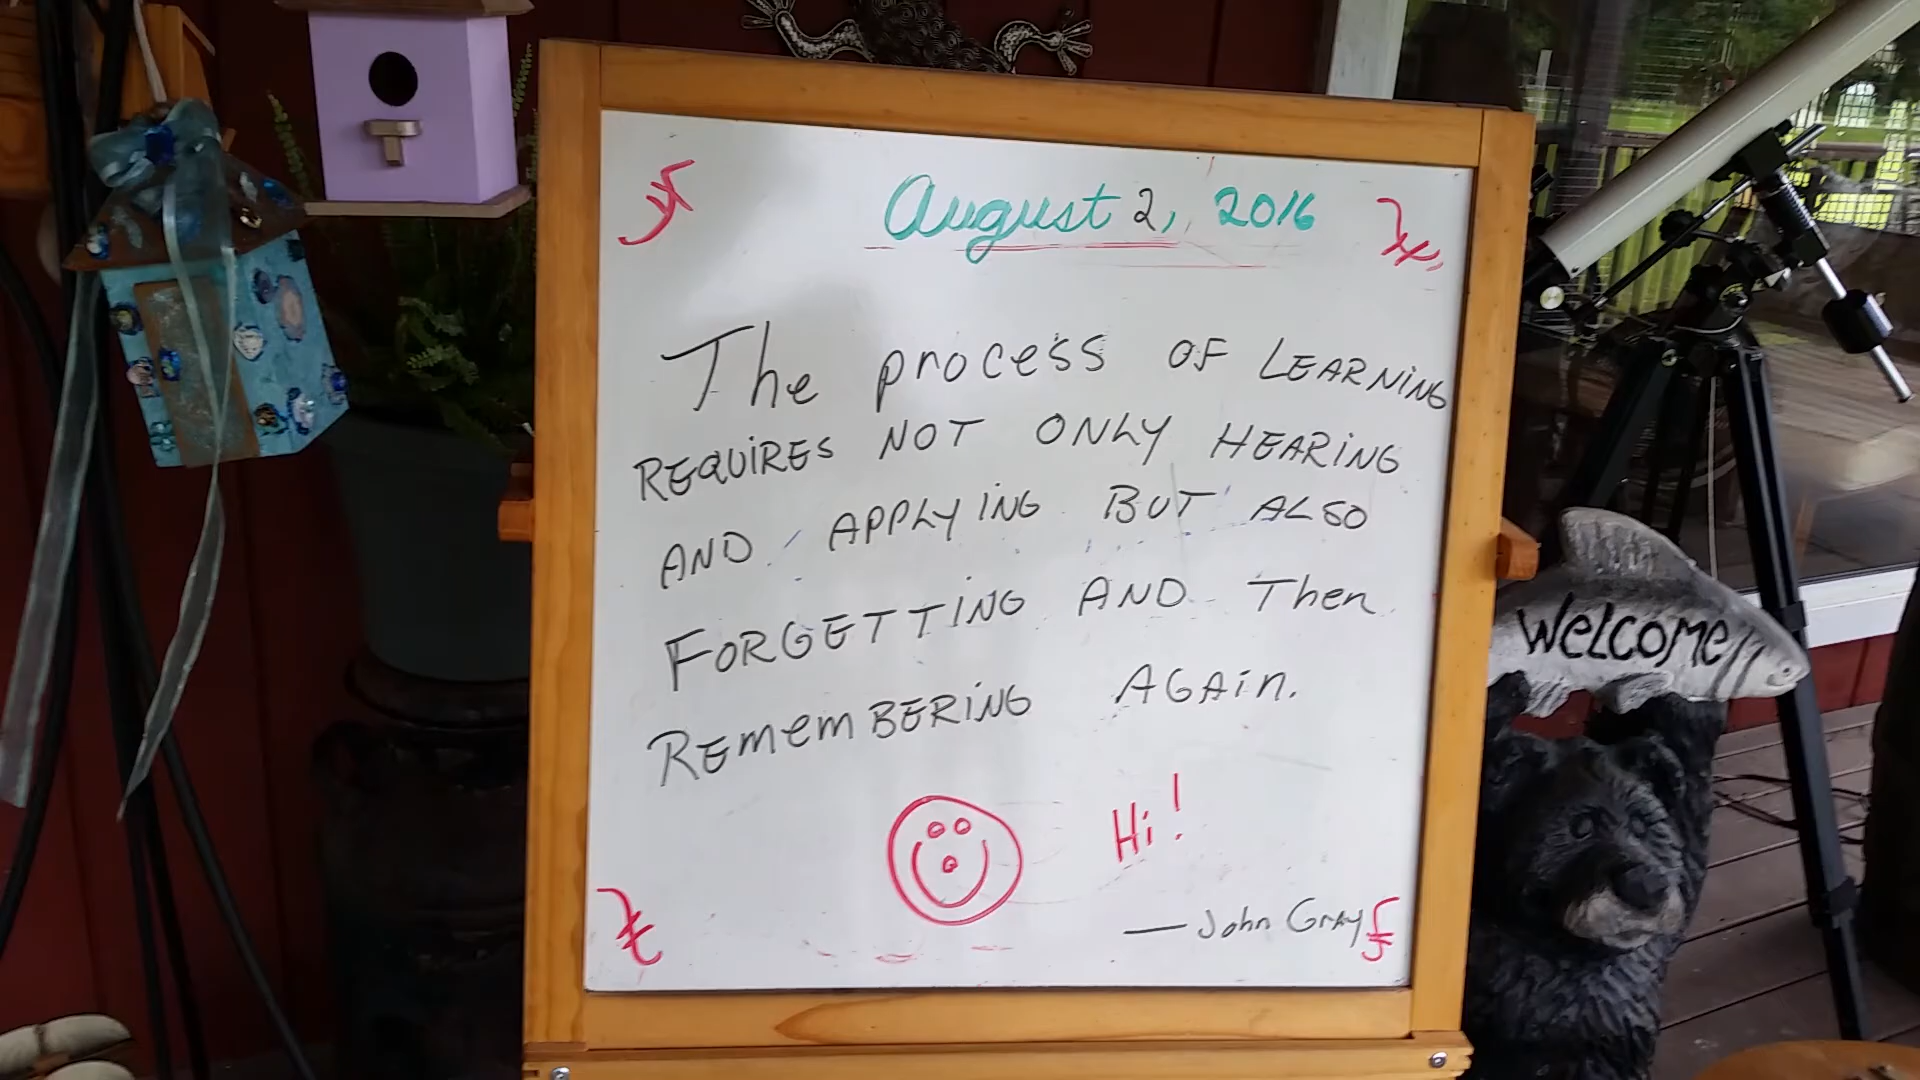 August 2, 2016
The process OF LEARNiNG
REQUiRES NOT ONLY HEARiNG
AND APPLYiNG BUT ALSO
FORGETTiNG AND Then
REmemBERiNG AGAin.
Hi!
— John GRAY
WELCOME